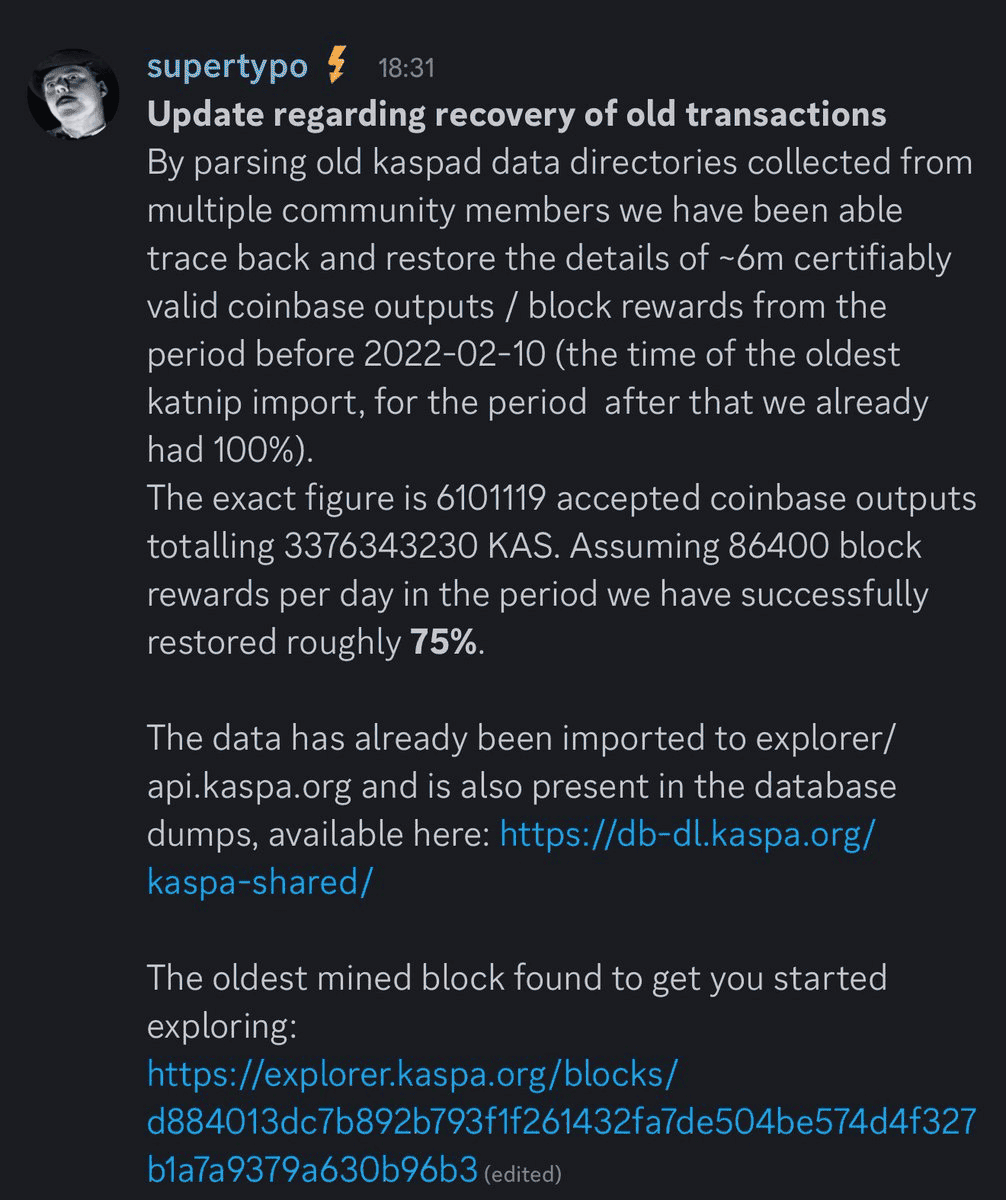 supertypo 18:31
Update regarding recovery of old transactions
By parsing old kaspad data directories collected from
multiple community members we have been able
trace back and restore the details of ~6m certifiably
valid coinbase outputs / block rewards from the
period before 2022-02-10 (the time of the oldest
katnip import, for the period  after that we already
had 100%).
The exact figure is 6101119 accepted coinbase outputs
totalling 3376343230 KAS. Assuming 86400 block
rewards per day in the period we have successfully
restored roughly 75%.
The data has already been imported to explorer/
api.kaspa.org and is also present in the database
dumps, available here: https://db-dl.kaspa.org/
kaspa-shared/
The oldest mined block found to get you started
exploring:
https://explorer.kaspa.org/blocks/
d884013dc7b892b793f1f261432fa7de504be574d4f327
b1a7a9379a630b96b3 (edited)